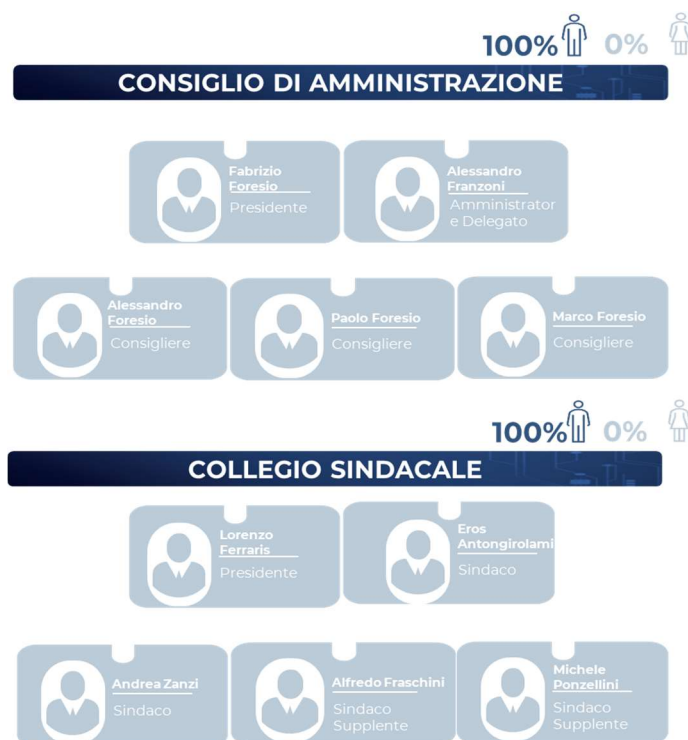 100% 0%
CONSIGLIO DI AMMINISTRAZIONE
Fabrizio
Foresio
Presidente
Alessandro
Franzoni
Amministrator
e Delegato
Alessandro
Foresio
Consigliere
Paolo Foresio
Consigliere
Marco Foresio
Consigliere
100% 0%
COLLEGIO SINDACALE
Lorenzo
Ferraris
Presidente
Eros
Antongirolami
Sindaco
Andrea Zanzi
Sindaco
Alfredo Fraschini
Sindaco
Supplente
Michele
Ponzellini
Sindaco
Supplente